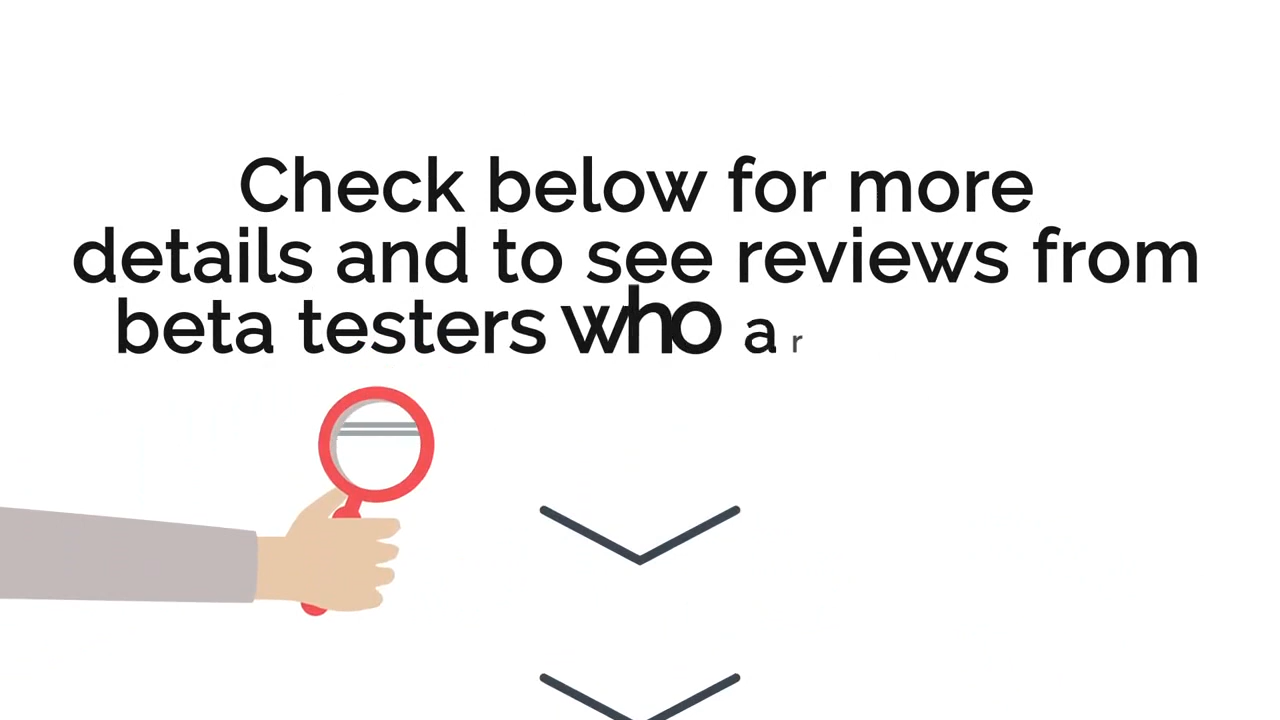 Check below for more
details and to see reviews from
beta testers who a r